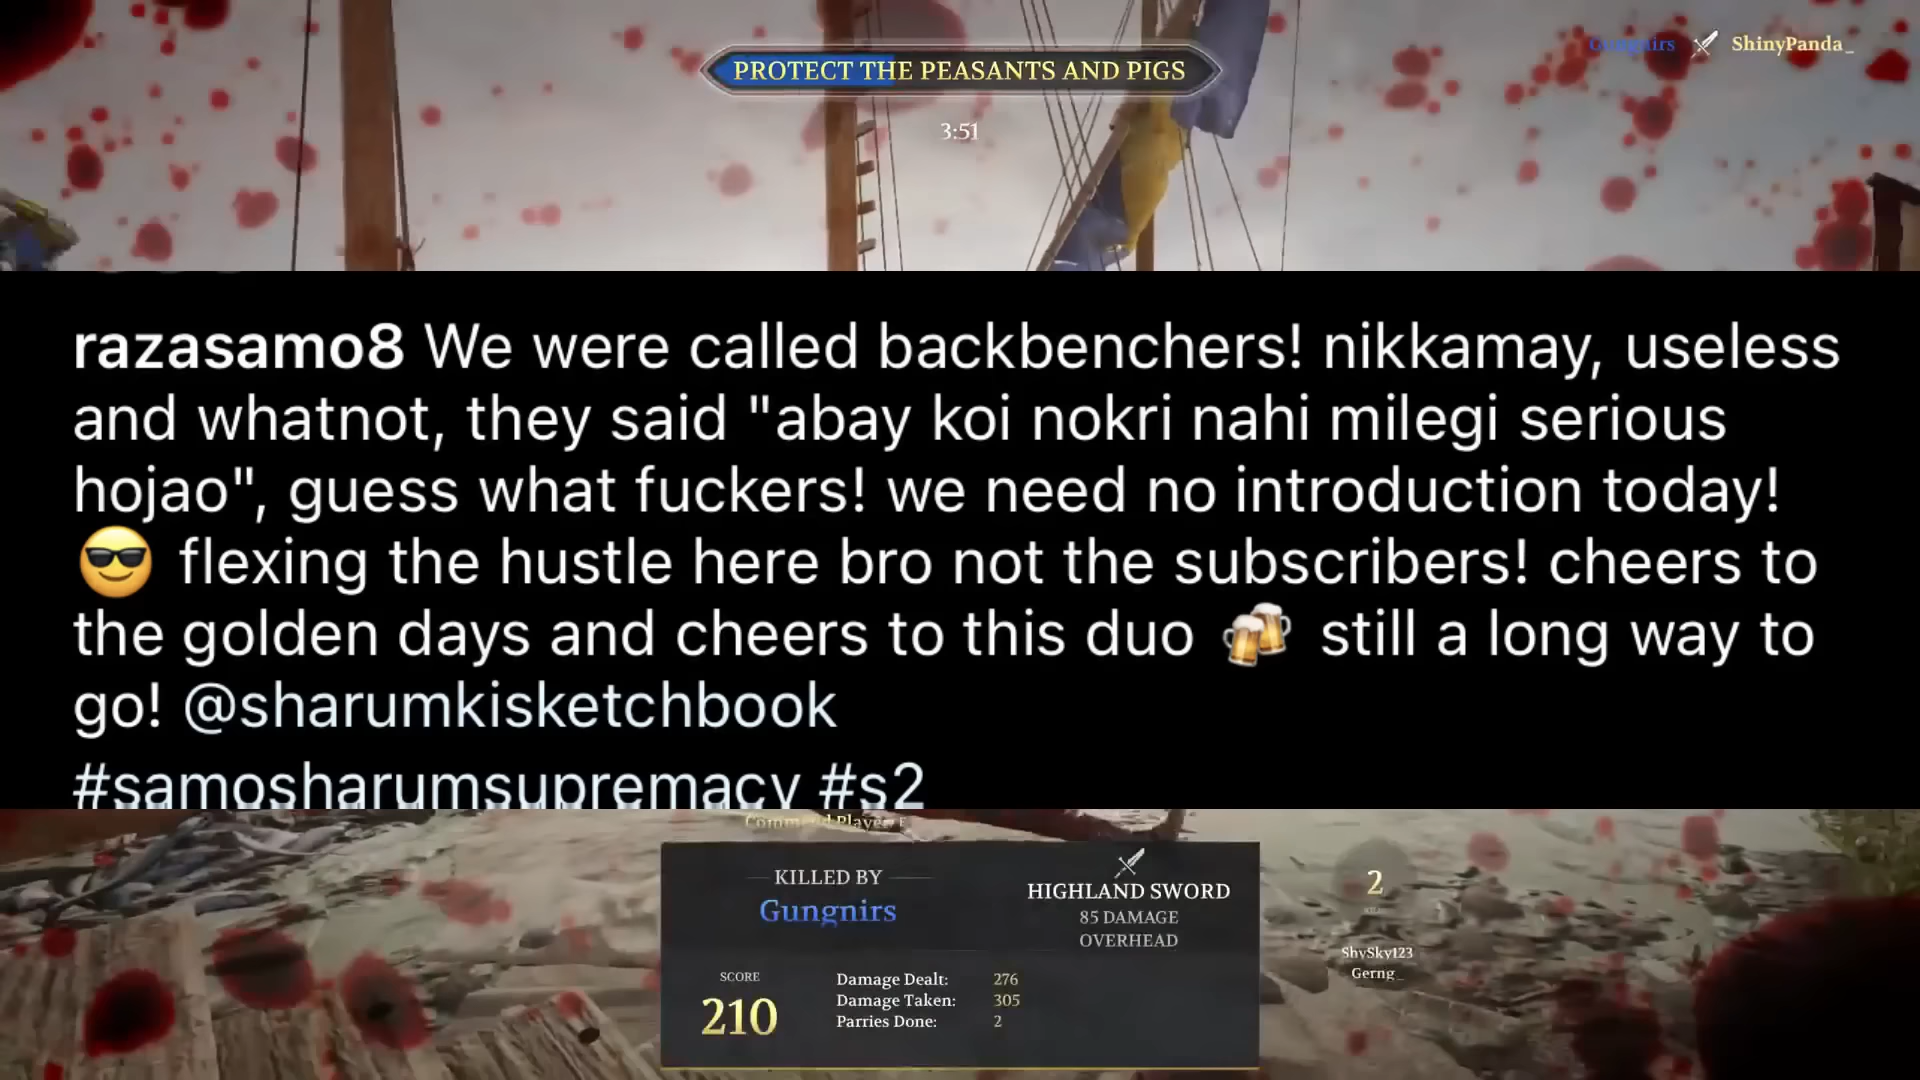 Gungnirs ShinyPanda_
PROTECT THE PEASANTS AND PIGS
3:51
razasamo8 We were called backbenchers! nikkamay, useless
and whatnot, they said "abay koi nokri nahi milegi serious
hojao", guess what fuckers! we need no introduction today!
😎 flexing the hustle here bro not the subscribers! cheers to
the golden days and cheers to this duo 🍻 still a long way to
go! @sharumkisketchbook
#samosharumsupremacy #s2
KILLED BY
Gungnirs
HIGHLAND SWORD
85 DAMAGE
OVERHEAD
SCORE
210
Damage Dealt: 276
Damage Taken: 305
Parries Done: 2
2
ShySky123
Gerng_